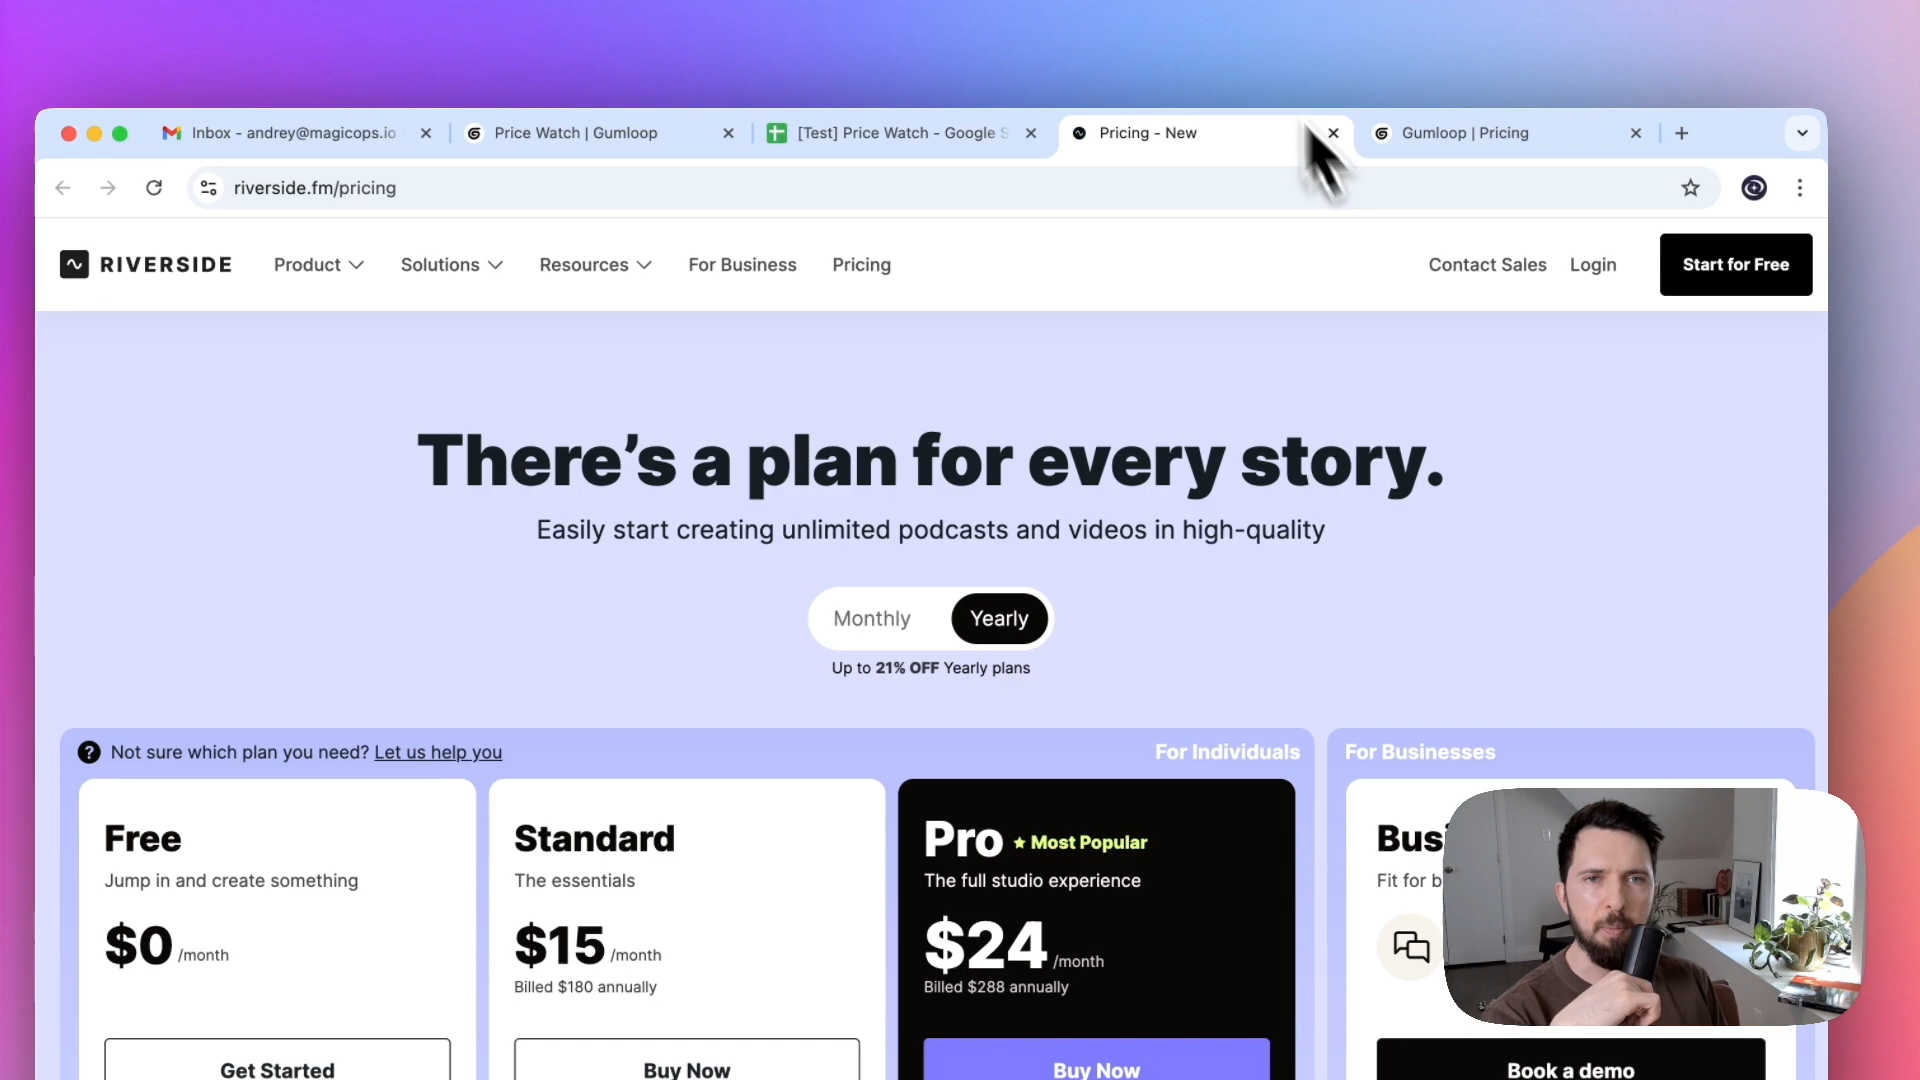 Inbox - andrey@magicops.io
Price Watch | Gumloop
[Test] Price Watch - Google S
Pricing - New
Gumloop | Pricing
riverside.fm/pricing
RIVERSIDE
Product
Solutions
Resources
For Business
Pricing
Contact Sales
Login
Start for Free
There's a plan for every story.
Easily start creating unlimited podcasts and videos in high-quality
Monthly
Yearly
Up to 21% OFF Yearly plans
Not sure which plan you need? Let us help you
For Individuals
For Businesses
Free
Jump in and create something
$0 /month
Get Started
Standard
The essentials
$15 /month
Billed $180 annually
Buy Now
Pro
Most Popular
The full studio experience
$24 /month
Billed $288 annually
Buy Now
Busi
Fit for b
Book a demo